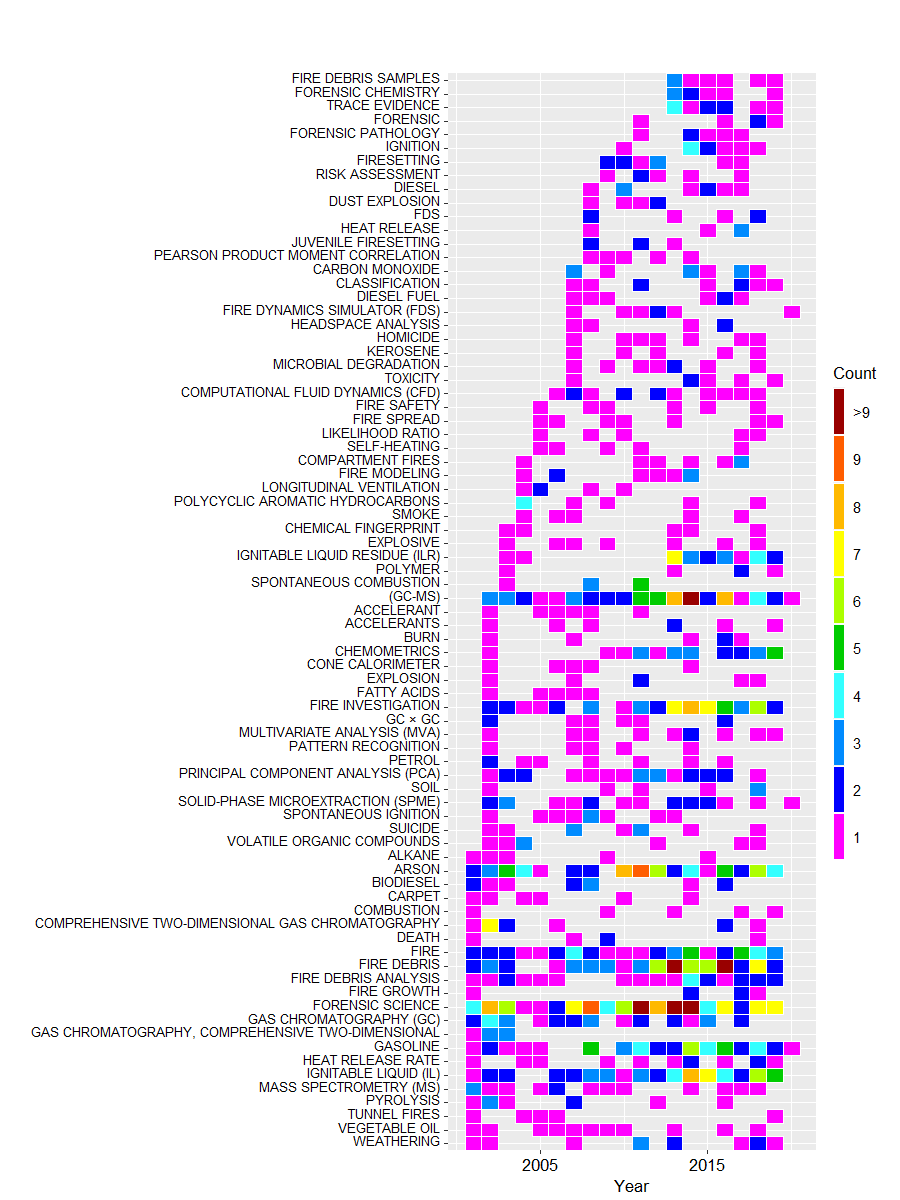 FIRE DEBRIS SAMPLES
FORENSIC CHEMISTRY
TRACE EVIDENCE
FORENSIC
FORENSIC PATHOLOGY
IGNITION
FIRESETTING
RISK ASSESSMENT
DIESEL
DUST EXPLOSION
FDS
HEAT RELEASE
JUVENILE FIRESETTING
PEARSON PRODUCT MOMENT CORRELATION
CARBON MONOXIDE
CLASSIFICATION
DIESEL FUEL
FIRE DYNAMICS SIMULATOR (FDS)
HEADSPACE ANALYSIS
HOMICIDE
KEROSENE
MICROBIAL DEGRADATION
TOXICITY
COMPUTATIONAL FLUID DYNAMICS (CFD)
FIRE SAFETY
FIRE SPREAD
LIKELIHOOD RATIO
SELF-HEATING
COMPARTMENT FIRES
FIRE MODELING
LONGITUDINAL VENTILATION
POLYCYCLIC AROMATIC HYDROCARBONS
SMOKE
CHEMICAL FINGERPRINT
EXPLOSIVE
IGNITABLE LIQUID RESIDUE (ILR)
POLYMER
SPONTANEOUS COMBUSTION
(GC-MS)
ACCELERANT
ACCELERANTS
BURN
CHEMOMETRICS
CONE CALORIMETER
EXPLOSION
FATTY ACIDS
FIRE INVESTIGATION
GC × GC
MULTIVARIATE ANALYSIS (MVA)
PATTERN RECOGNITION
PETROL
PRINCIPAL COMPONENT ANALYSIS (PCA)
SOIL
SOLID-PHASE MICROEXTRACTION (SPME)
SPONTANEOUS IGNITION
SUICIDE
VOLATILE ORGANIC COMPOUNDS
ALKANE
ARSON
BIODIESEL
CARPET
COMBUSTION
COMPREHENSIVE TWO-DIMENSIONAL GAS CHROMATOGRAPHY
DEATH
FIRE
FIRE DEBRIS
FIRE DEBRIS ANALYSIS
FIRE GROWTH
FORENSIC SCIENCE
GAS CHROMATOGRAPHY (GC)
GAS CHROMATOGRAPHY, COMPREHENSIVE TWO-DIMENSIONAL
GASOLINE
HEAT RELEASE RATE
IGNITABLE LIQUID (IL)
MASS SPECTROMETRY (MS)
PYROLYSIS
TUNNEL FIRES
VEGETABLE OIL
WEATHERING
2005 2015
Year
Count
>9
9
8
7
6
5
4
3
2
1